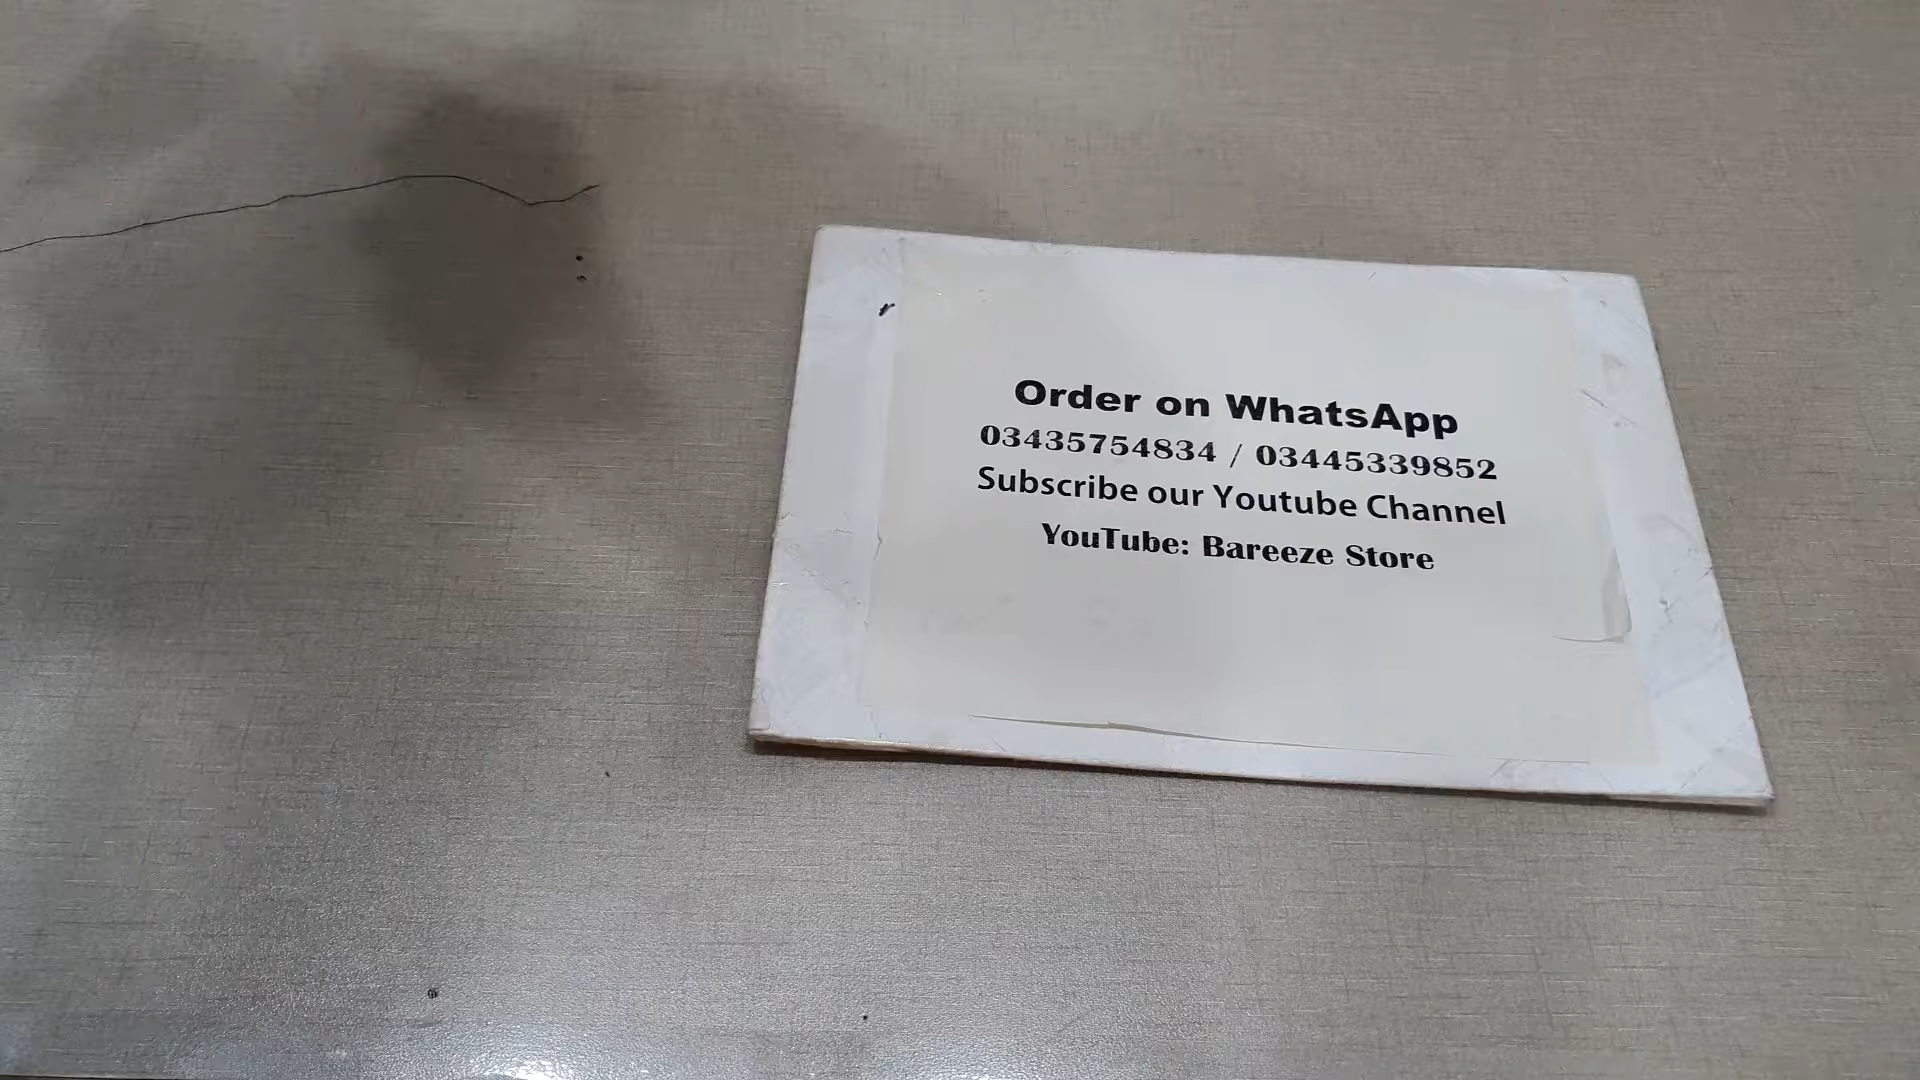 Order on WhatsApp
03435754834 / 03445339852
Subscribe our Youtube Channel
YouTube: Bareeze Store